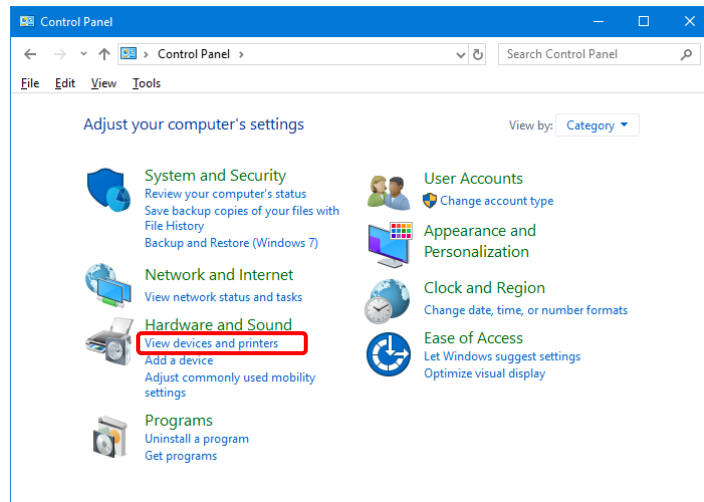 Control Panel
Control Panel
Search Control Panel
File Edit View Tools
Adjust your computer's settings
View by: Category
System and Security
Review your computer's status
Save backup copies of your files with
File History
Backup and Restore (Windows 7)
Network and Internet
View network status and tasks
Hardware and Sound
View devices and printers
Add a device
Adjust commonly used mobility
settings
Programs
Uninstall a program
Get programs
User Accounts
Change account type
Appearance and
Personalization
Clock and Region
Change date, time, or number formats
Ease of Access
Let Windows suggest settings
Optimize visual display